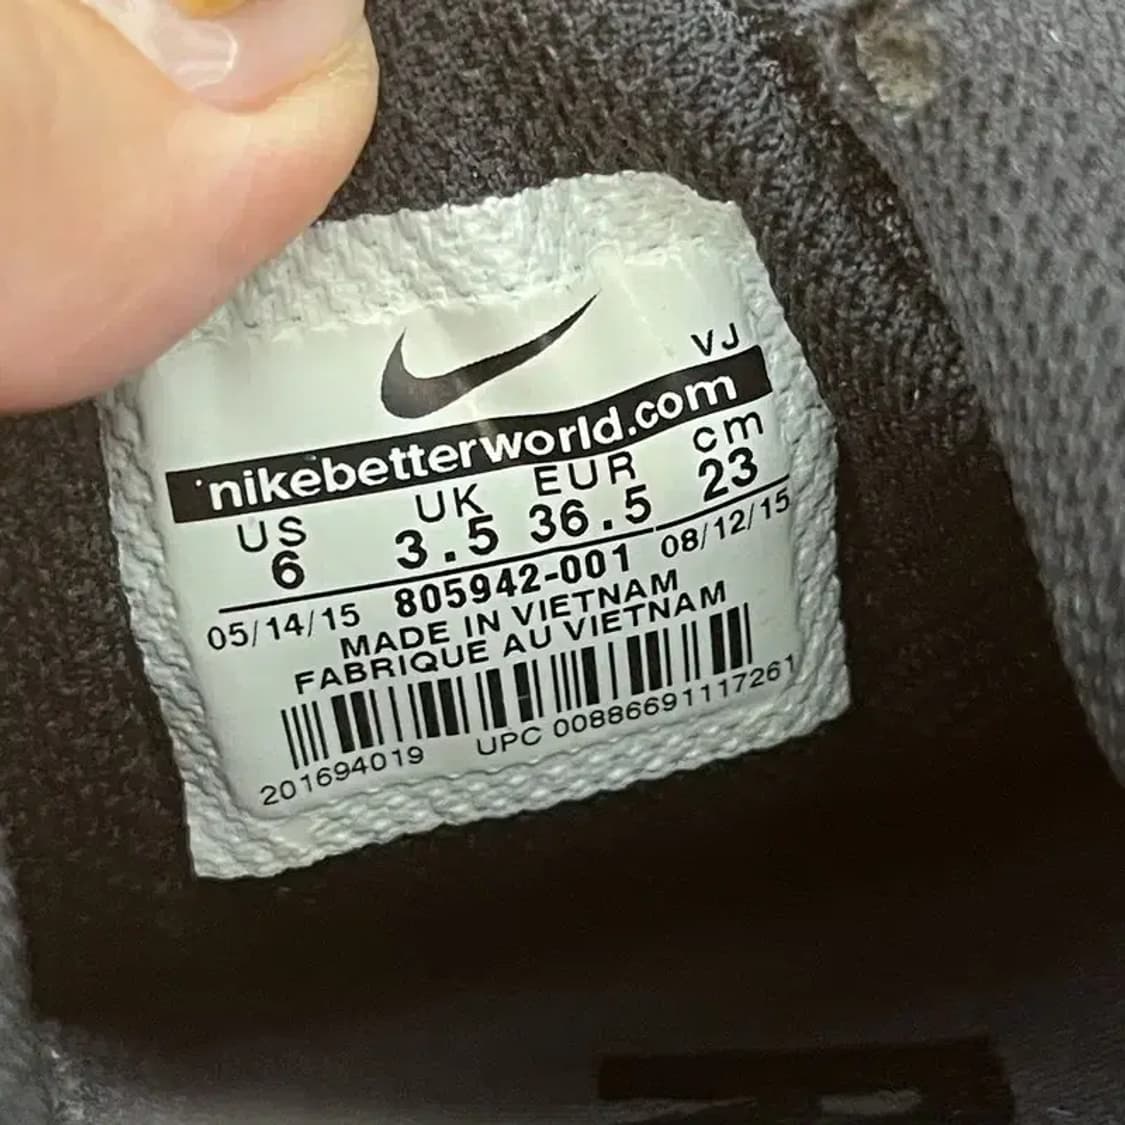 VJ
nikebetterworld.com
US UK EUR cm
6 3.5 36.5 23
05/14/15 805942-001 08/12/15
MADE IN VIETNAM
FABRIQUE AU VIETNAM
201694019 UPC 00886691117261